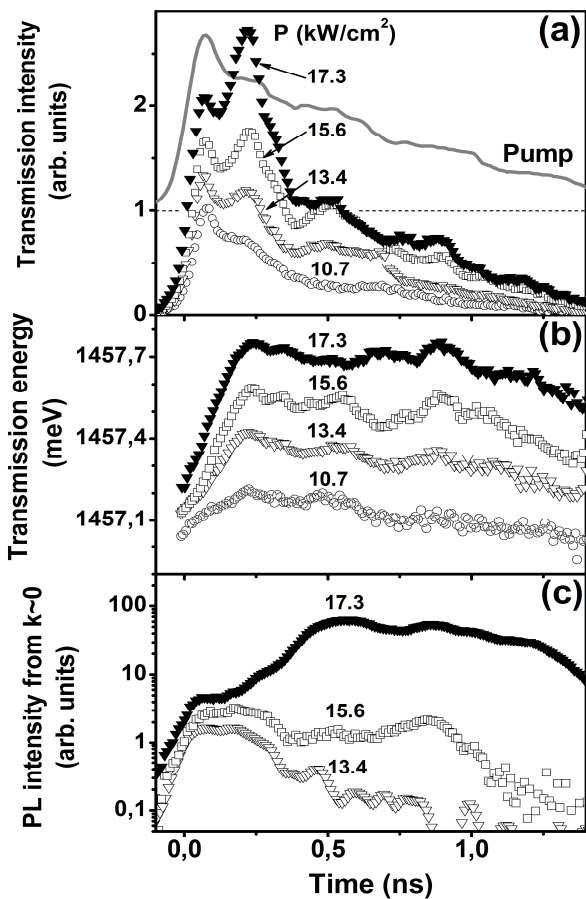 (a)
P (kW/cm²)
17.3
15.6
13.4
10.7
Pump
2
1
0
Transmission intensity
(arb. units)
(b)
17.3
15.6
13.4
10.7
1457,7
1457,4
1457,1
Transmission energy
(meV)
(c)
17.3
15.6
13.4
100
10
1
0,1
PL intensity from k~0
(arb. units)
0,0
0,5
1,0
Time (ns)